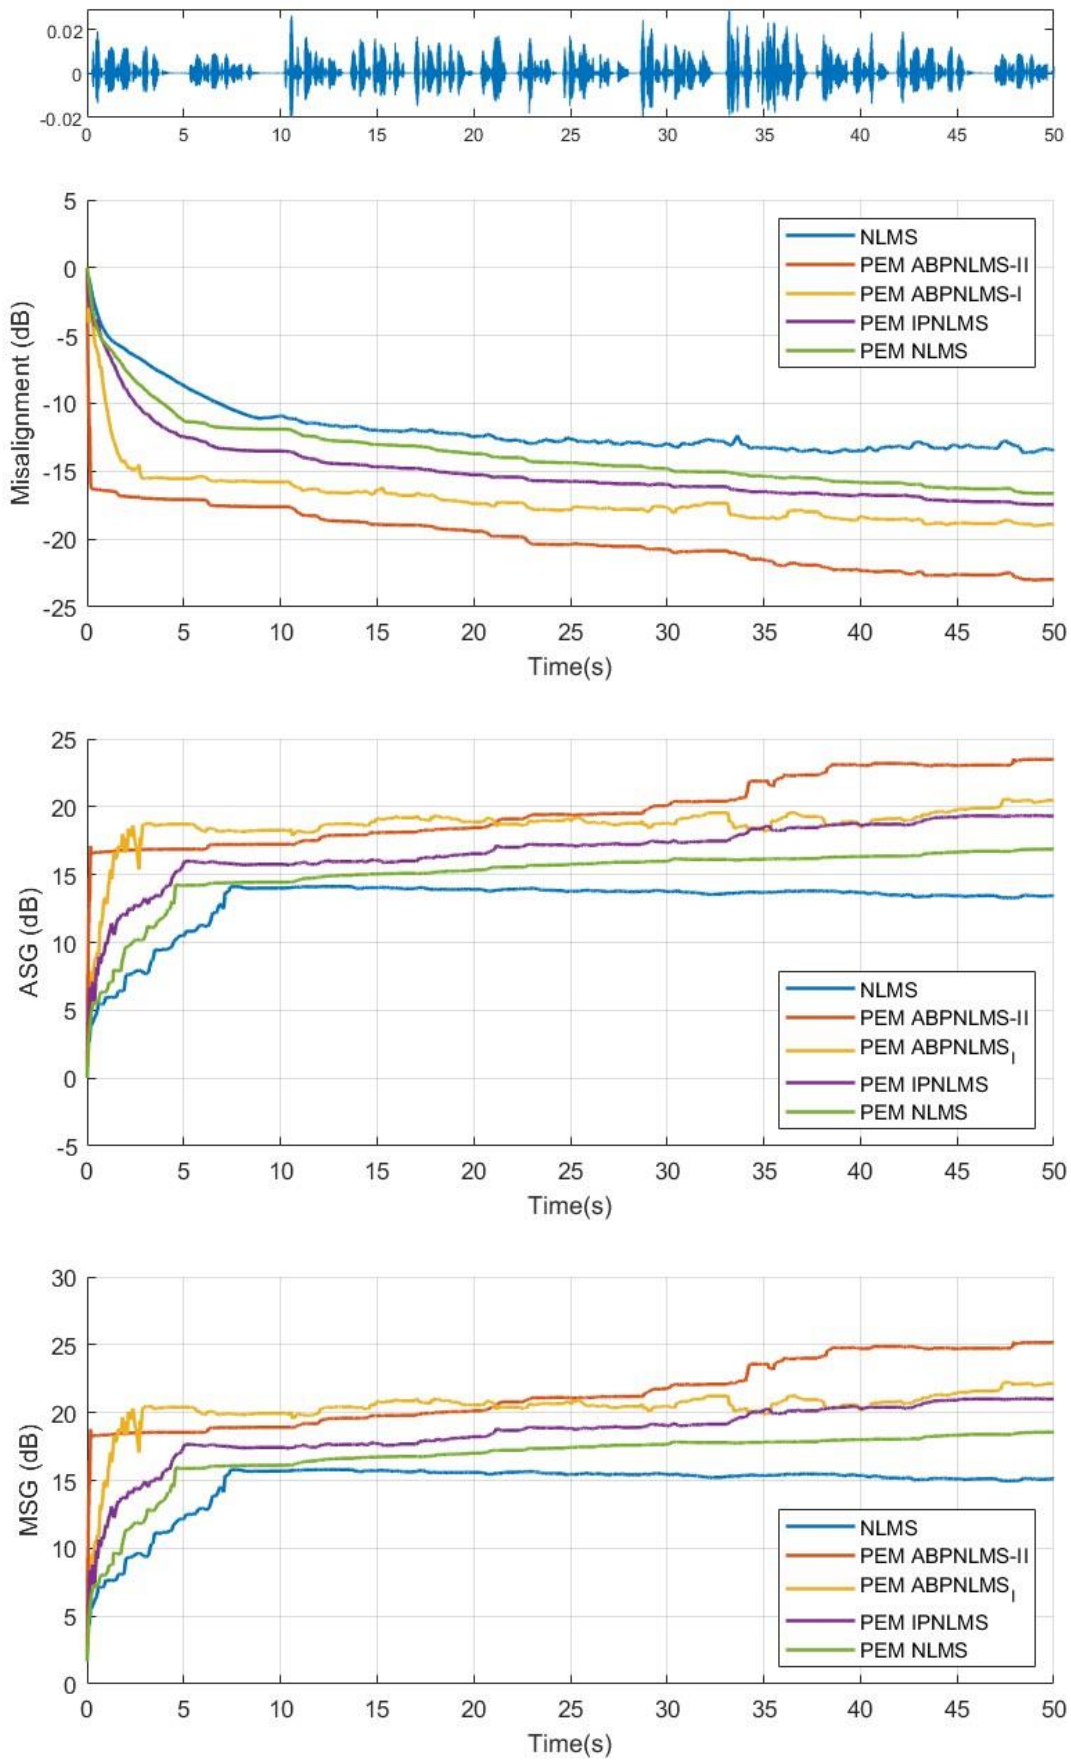 0.02
0
-0.02
0 5 10 15 20 25 30 35 40 45 50
5
0
-5
-10
-15
-20
-25
Misalignment (dB)
NLMS
PEM ABPNLMS-II
PEM ABPNLMS-I
PEM IPNLMS
PEM NLMS
0 5 10 15 20 25 30 35 40 45 50
Time(s)
25
20
15
10
5
0
-5
ASG (dB)
NLMS
PEM ABPNLMS-II
PEM ABPNLMS_I
PEM IPNLMS
PEM NLMS
0 5 10 15 20 25 30 35 40 45 50
Time(s)
30
25
20
15
10
5
0
MSG (dB)
NLMS
PEM ABPNLMS-II
PEM ABPNLMS_I
PEM IPNLMS
PEM NLMS
0 5 10 15 20 25 30 35 40 45 50
Time(s)